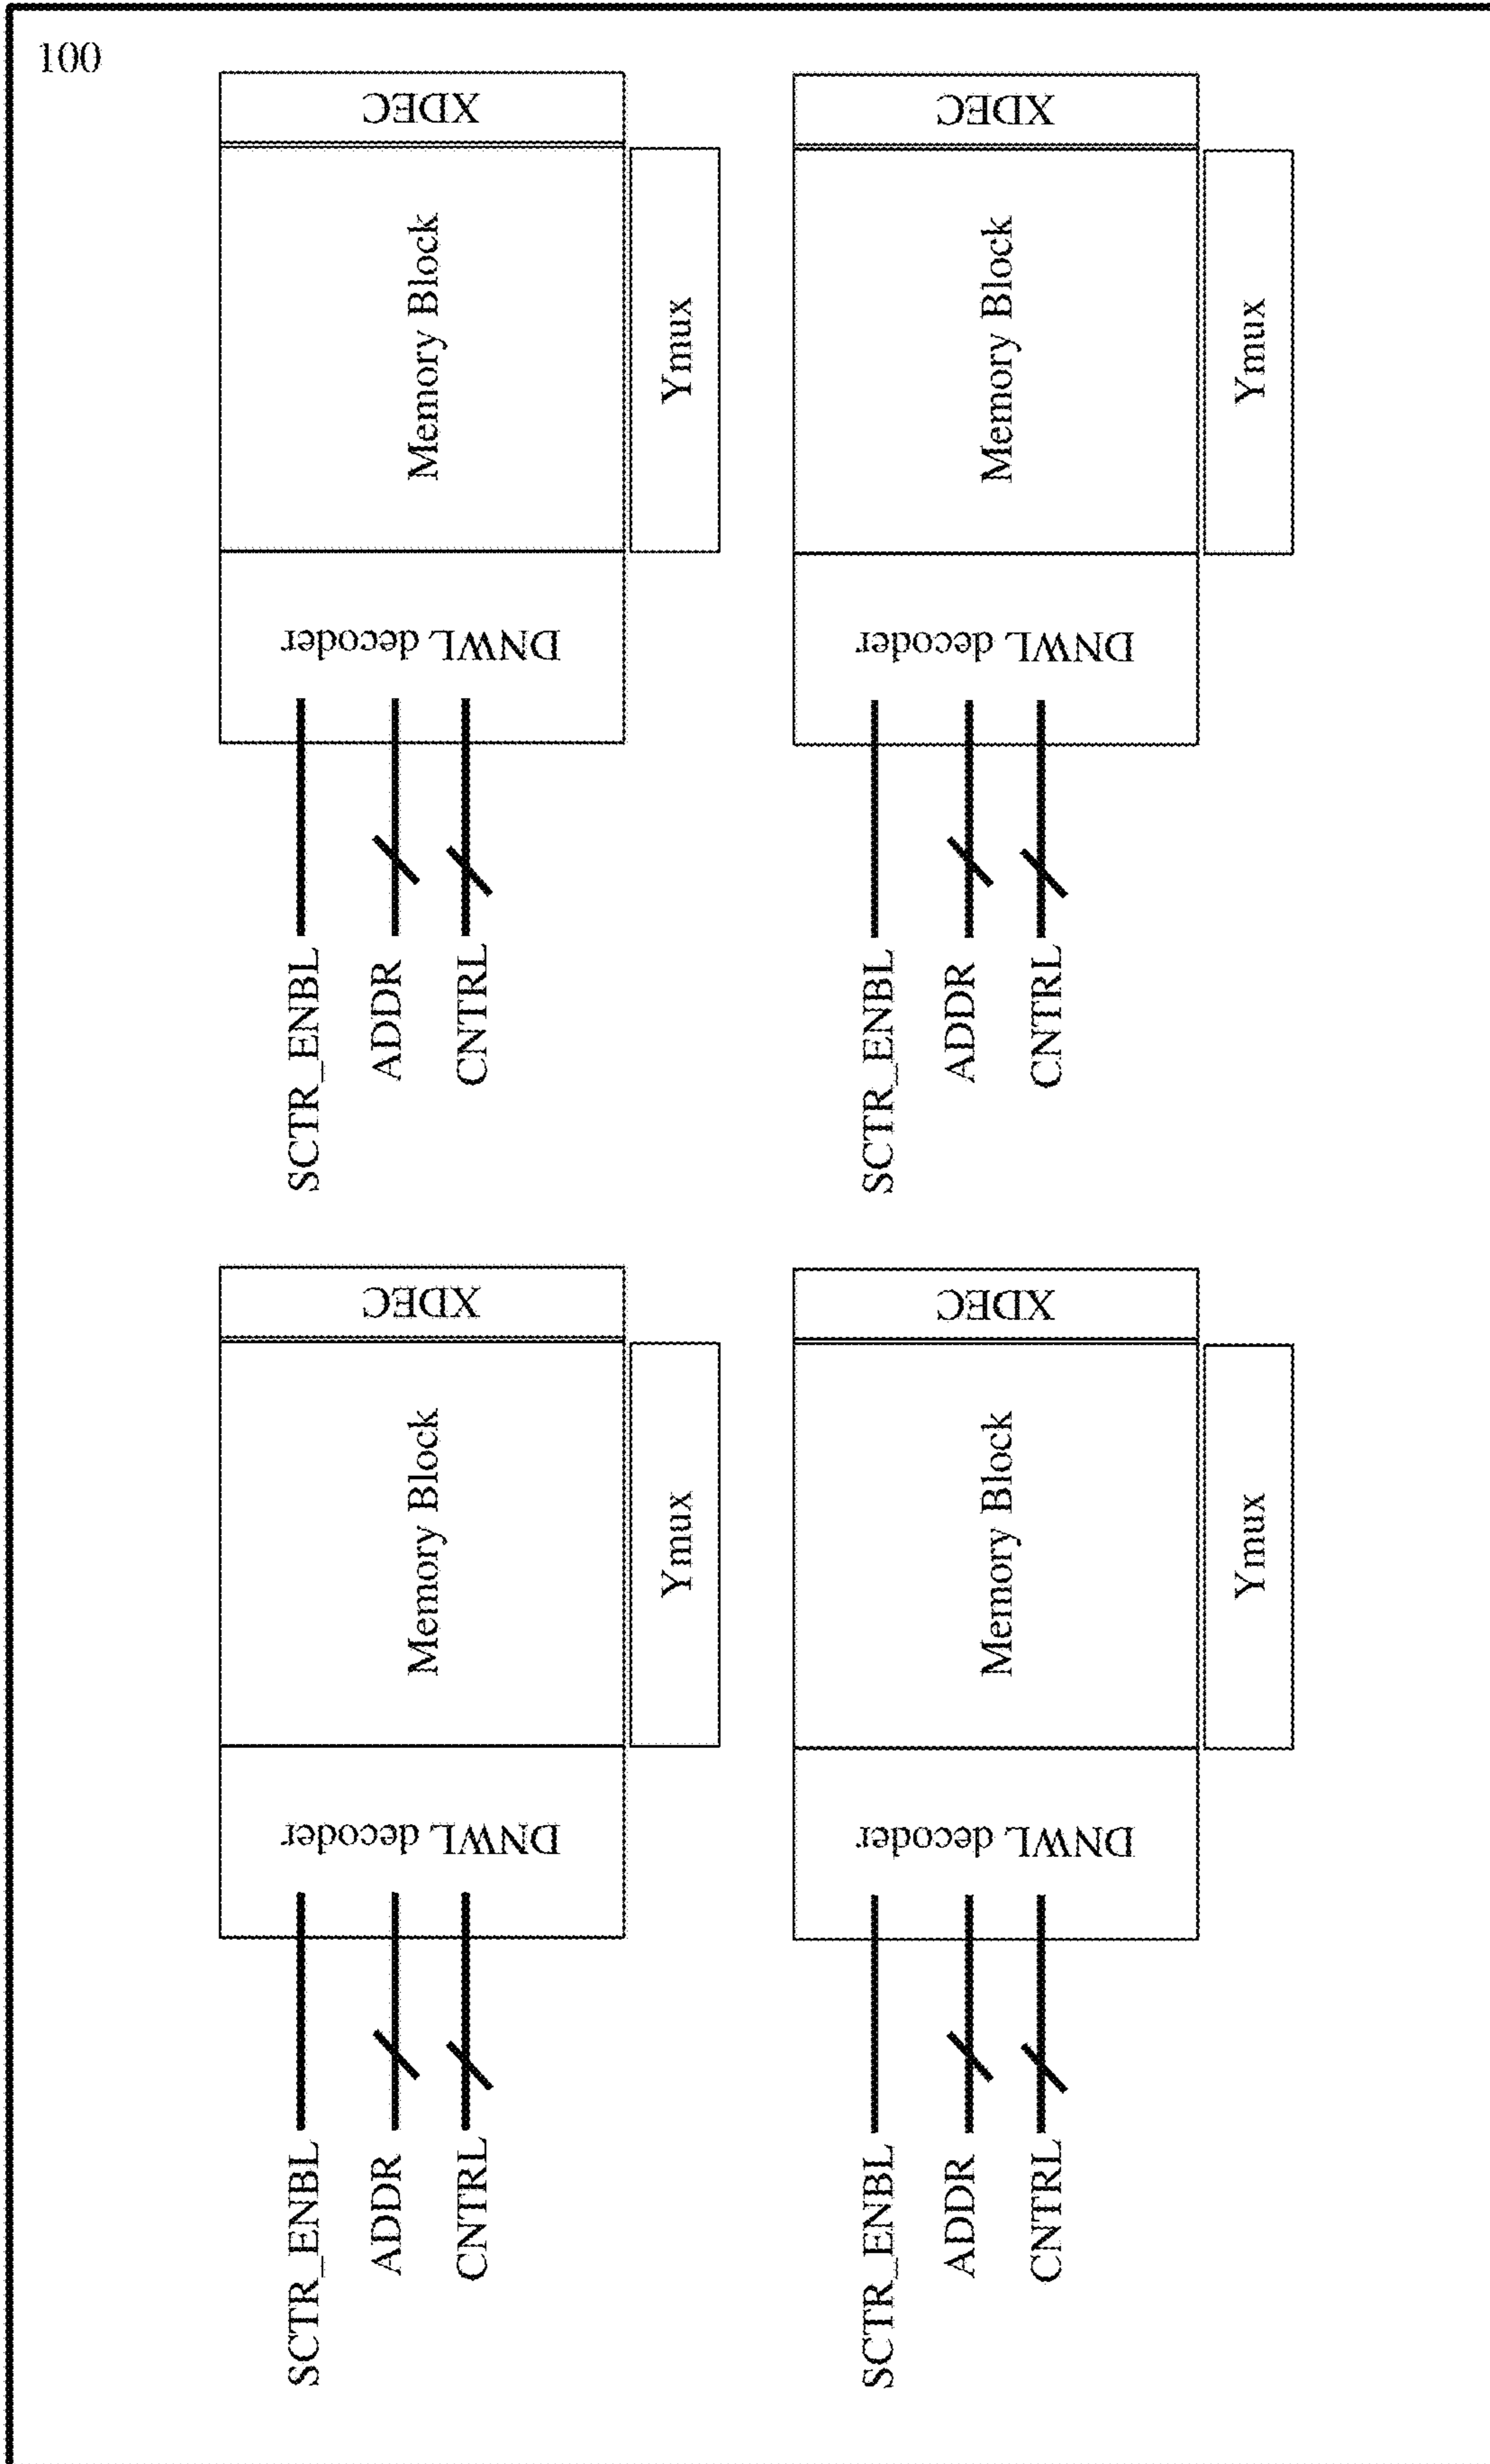 100
XDEC
Memory Block
Ymux
DNWL decoder
SCTR_ENBL
ADDR
CNTRL
XDEC
Memory Block
Ymux
DNWL decoder
SCTR_ENBL
ADDR
CNTRL
XDEC
Memory Block
Ymux
DNWL decoder
SCTR_ENBL
ADDR
CNTRL
XDEC
Memory Block
Ymux
DNWL decoder
SCTR_ENBL
ADDR
CNTRL